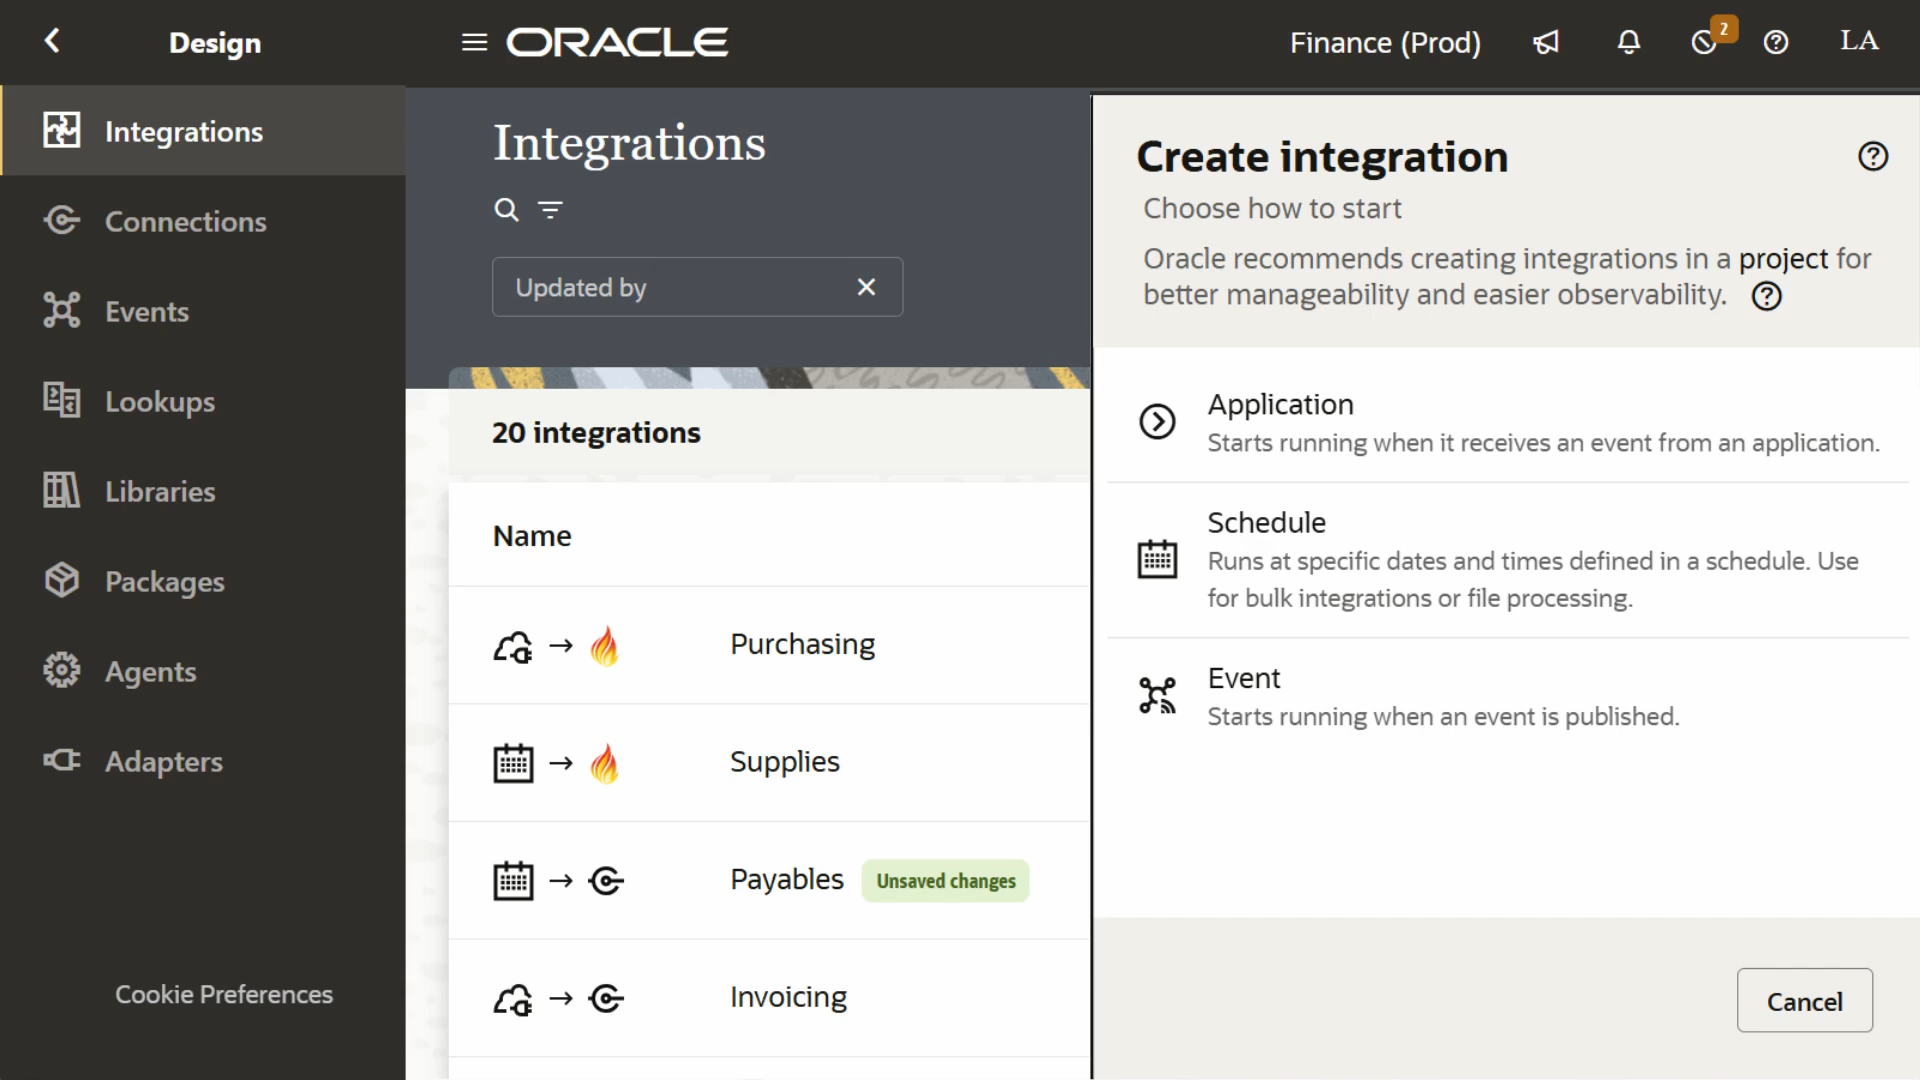 Design
ORACLE
Finance (Prod)
2
LA
Integrations
Connections
Events
Lookups
Libraries
Packages
Agents
Adapters
Cookie Preferences
Integrations
Updated by
20 integrations
Name
Purchasing
Supplies
Payables Unsaved changes
Invoicing
Create integration
Choose how to start
Oracle recommends creating integrations in a project for
better manageability and easier observability.
Application
Starts running when it receives an event from an application.
Schedule
Runs at specific dates and times defined in a schedule. Use
for bulk integrations or file processing.
Event
Starts running when an event is published.
Cancel